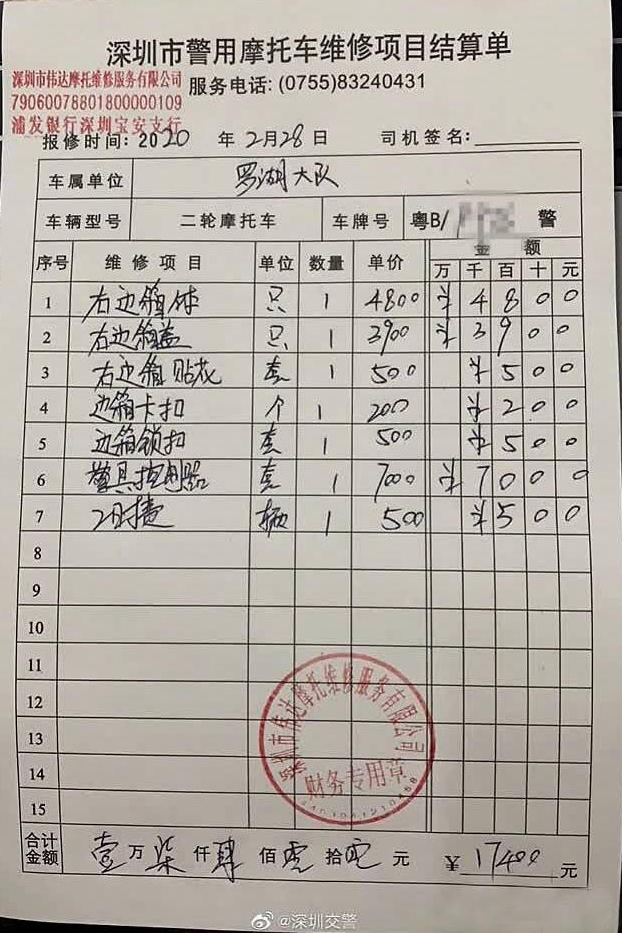 深圳市警用摩托车维修项目结算单
深圳市伟达摩托维修服务有限公司 服务电话: (0755)83240431
79060078801800000109
浦发银行深圳宝安支行
报修时间: 2020 年 2月28 日 司机签名:
车属单位 罗湖大队
车辆型号 二轮摩托车 车牌号 粤B/ 警
序号 维修项目 单位 数量 单价 金额
万 千 百 十 元
1 右边箱体 只 1 4800 ¥ 4 8 0 0
2 右边箱盖 只 1 3900 ¥ 3 9 0 0
3 右边箱贴花 套 1 500 ¥ 5 0 0
4 边箱卡扣 个 1 200 ¥ 2 0 0
5 边箱锁扣 套 1 500 ¥ 5 0 0
6 警具控制器 套 1 7000 ¥ 7 0 0 0
7 辆 1 500 ¥ 5 0 0
8
9
10
11
12
13
14
15
深圳市伟达摩托维修服务有限公司
财务专用章
合计金额 壹 万 柒 仟 肆 佰 零 拾 零 元 ¥ 17400 元
@深圳交警